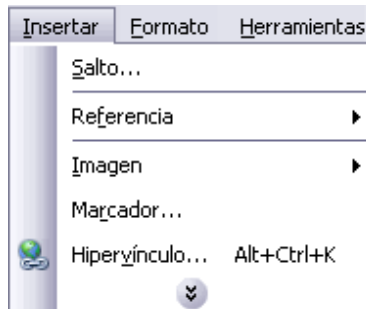 Insertar Formato Herramientas
Salto...
Referencia
Imagen
Marcador...
Hipervínculo... Alt+Ctrl+K